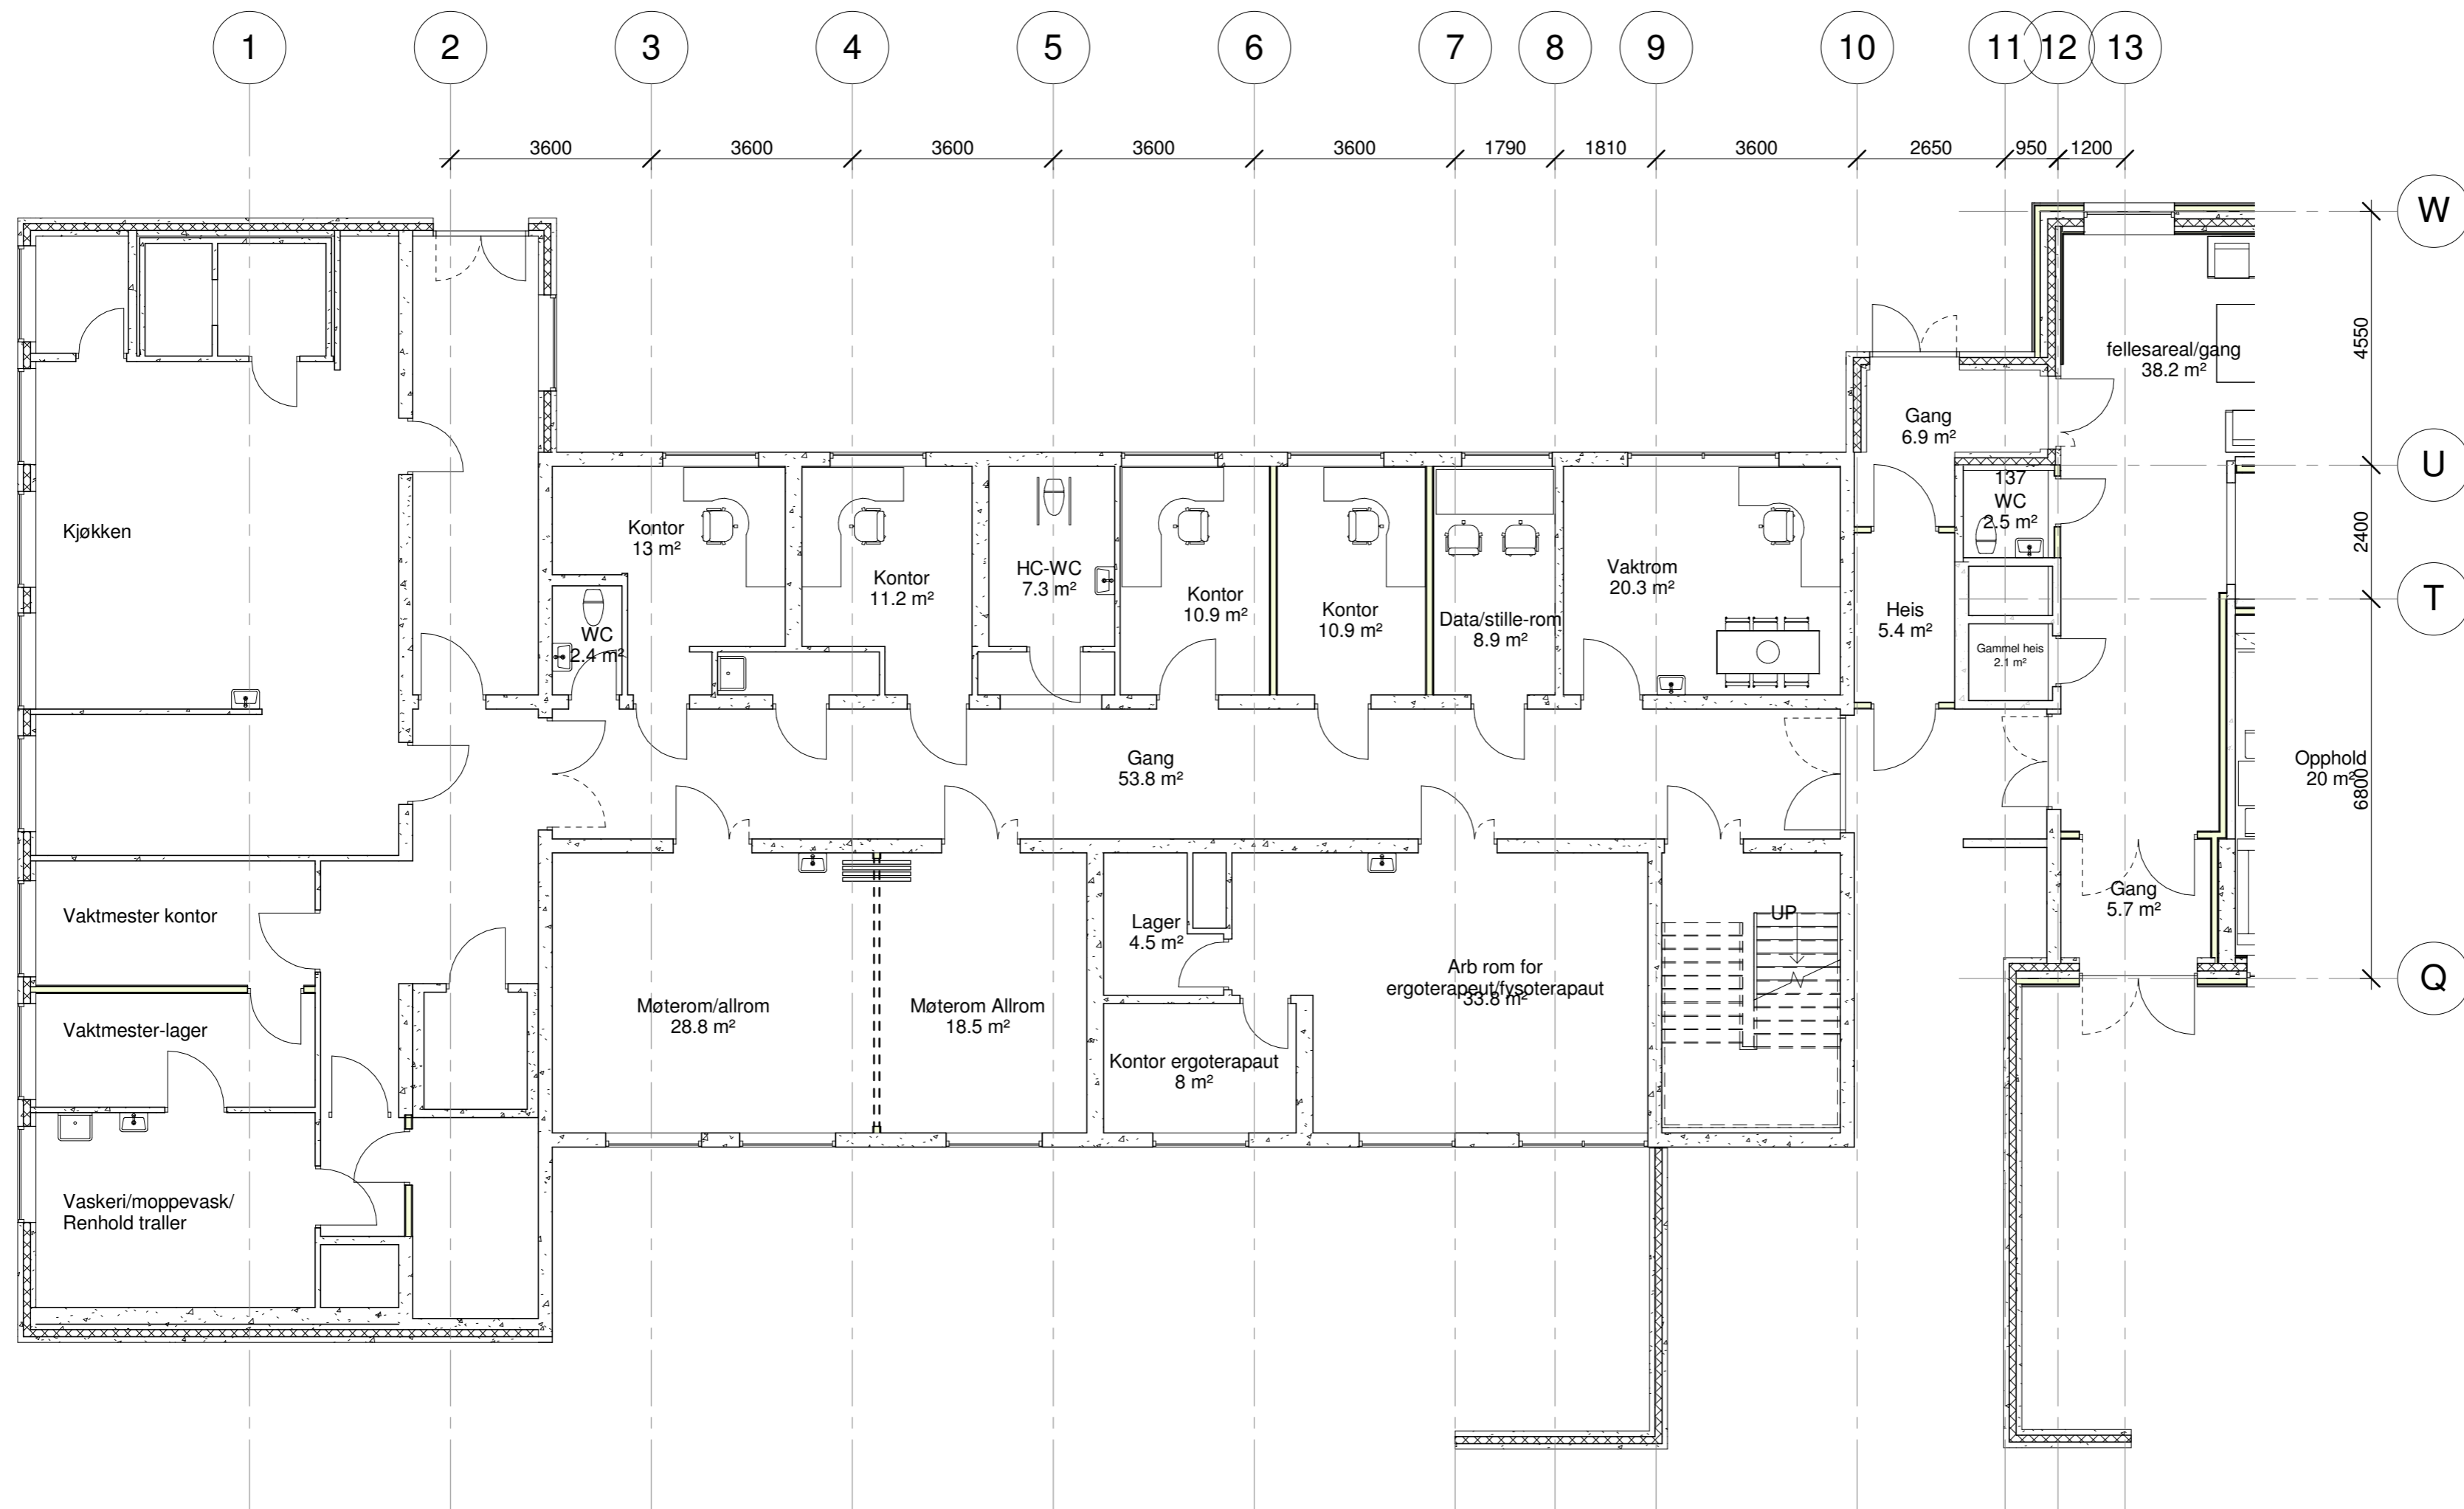 1
2
3
4
5
6
7
8
9
10
11
12
13
3600
3600
3600
3600
3600
1790
1810
3600
2650
950
1200
W
4550
fellesareal/gang
38.2 m²
Gang
6.9 m²
U
137
WC
2.5 m²
2400
T
Kjøkken
Kontor
13 m²
Kontor
11.2 m²
HC-WC
7.3 m²
Kontor
10.9 m²
Kontor
10.9 m²
Data/stille-rom
8.9 m²
Vaktrom
20.3 m²
Heis
5.4 m²
WC
2.4 m²
Gammel heis
2.1 m²
Gang
53.8 m²
Opphold
20 m²
6800
Vaktmester kontor
Lager
4.5 m²
UP
Gang
5.7 m²
Q
Vaktmester-lager
Møterom/allrom
28.8 m²
Møterom Allrom
18.5 m²
Arb rom for
ergoterapeut/fysoterapaut
33.8 m²
Kontor ergoterapaut
8 m²
Vaskeri/moppevask/
Renhold traller